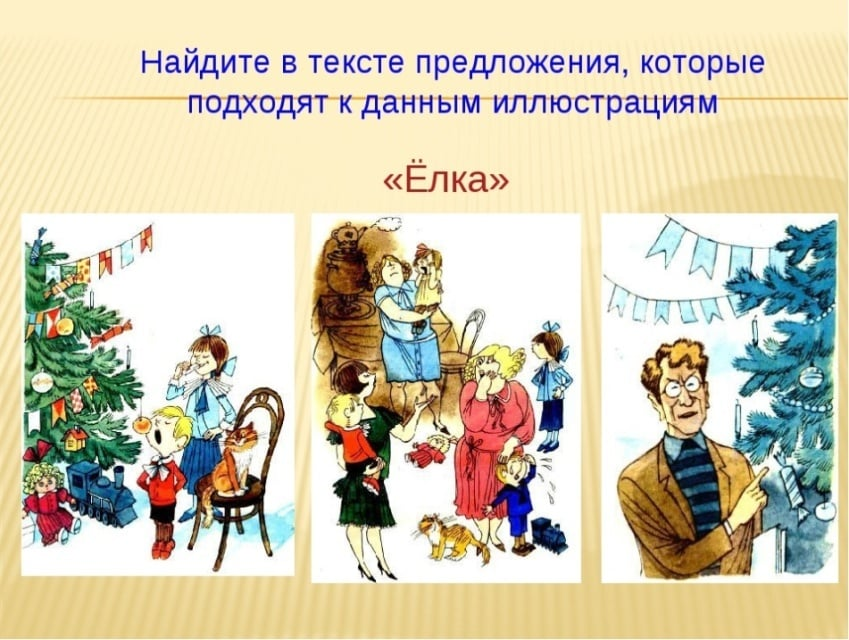 Найдите в тексте предложения, которые
подходят к данным иллюстрациям
«Ёлка»